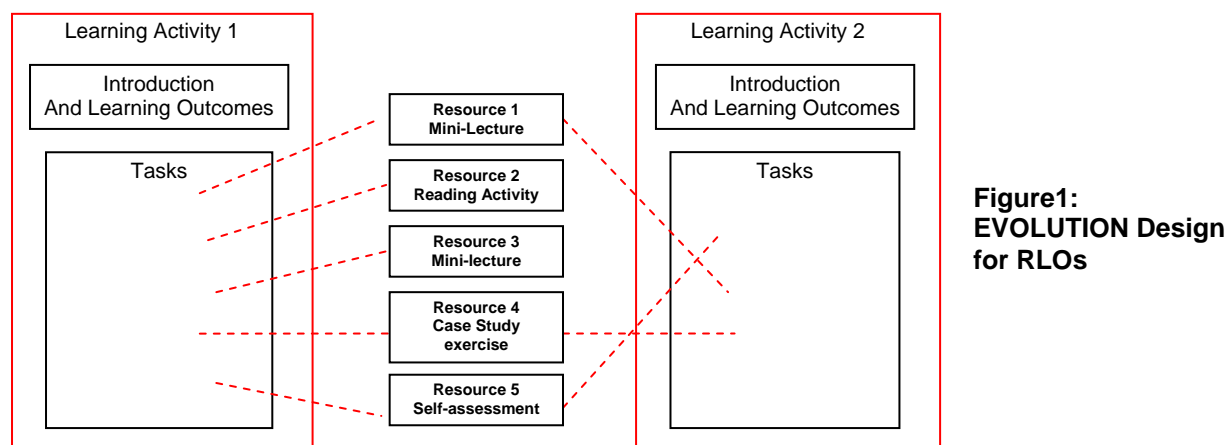 Learning Activity 1
Introduction
And Learning Outcomes
Tasks
Resource 1
Mini-Lecture
Resource 2
Reading Activity
Resource 3
Mini-lecture
Resource 4
Case Study
exercise
Resource 5
Self-assessment
Learning Activity 2
Introduction
And Learning Outcomes
Tasks
Figure1:
EVOLUTION Design
for RLOs